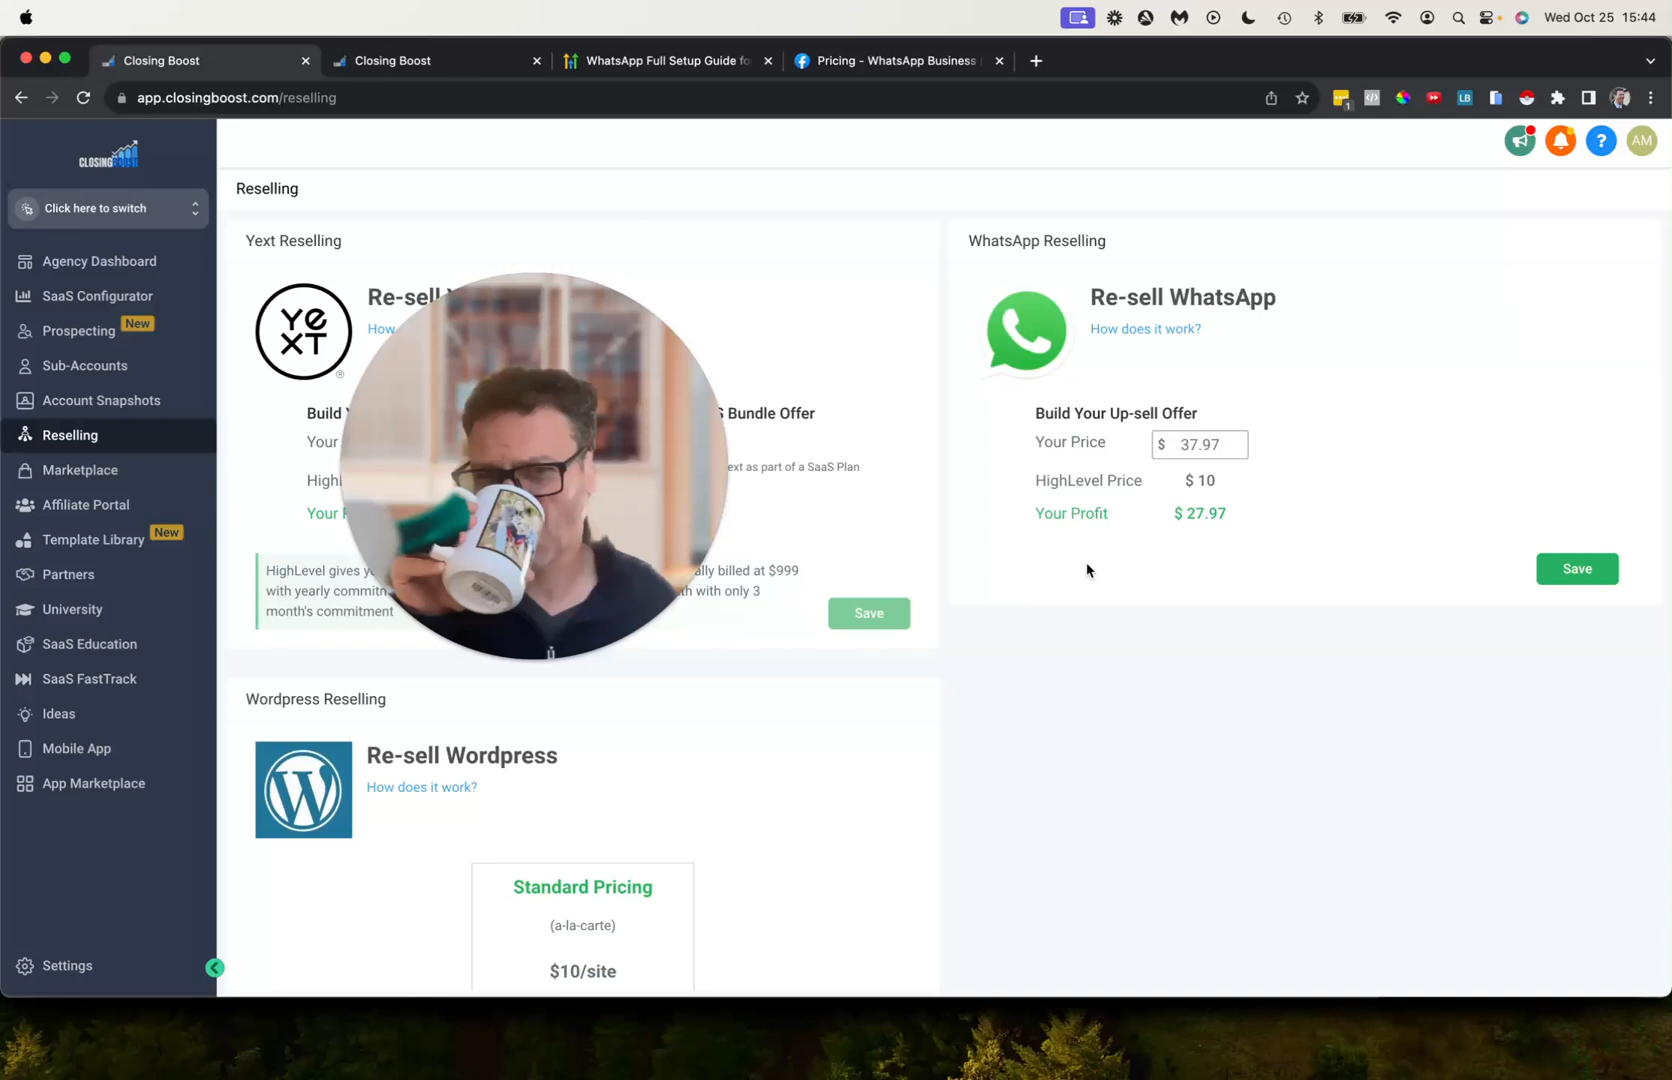 Wed Oct 25 15:44
Closing Boost
Closing Boost
WhatsApp Full Setup Guide fo
Pricing - WhatsApp Business
app.closingboost.com/reselling
1
LB
CLOSINGBOOST
AM
Click here to switch
Agency Dashboard
SaaS Configurator
Prospecting New
Sub-Accounts
Account Snapshots
Reselling
Marketplace
Affiliate Portal
Template Library New
Partners
University
SaaS Education
SaaS FastTrack
Ideas
Mobile App
App Marketplace
Settings
Reselling
Yext Reselling
YEXT
Re-sell
How
Build
Your
Bundle Offer
ext as part of a SaaS Plan
Your
HighLevel gives
ally billed at $999
with yearly
th with only 3
month's commitment
Save
WhatsApp Reselling
Re-sell WhatsApp
How does it work?
Build Your Up-sell Offer
Your Price $ 37.97
HighLevel Price $ 10
Your Profit $ 27.97
Save
Wordpress Reselling
Re-sell Wordpress
How does it work?
Standard Pricing
(a-la-carte)
$10/site